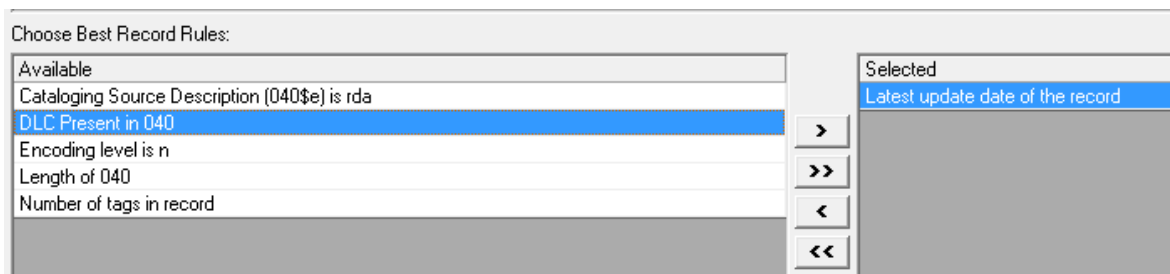 Choose Best Record Rules:
Available
Cataloging Source Description (040$e) is rda
DLC Present in 040
Encoding level is n
Length of 040
Number of tags in record
>
>>
<
<<
Selected
Latest update date of the record